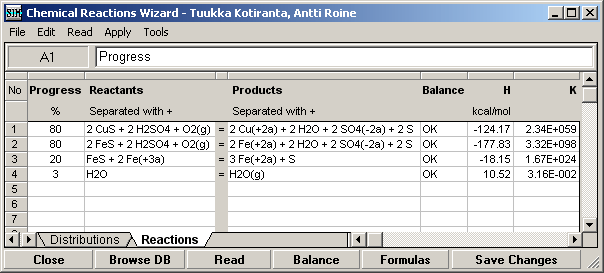 Chemical Reactions Wizard - Tuukka Kotiranta, Antti Roine
File Edit Read Apply Tools
A1 Progress
No Progress Reactants Products Balance H K
% Separated with + Separated with + kcal/mol
1 80 2 CuS + 2 H2SO4 + O2(g) = 2 Cu(+2a) + 2 H2O + 2 SO4(-2a) + 2 S OK -124.17 2.34E+059
2 80 2 FeS + 2 H2SO4 + O2(g) = 2 Fe(+2a) + 2 H2O + 2 SO4(-2a) + 2 S OK -177.83 3.32E+098
3 20 FeS + 2 Fe(+3a) = 3 Fe(+2a) + S OK -18.15 1.67E+024
4 3 H2O = H2O(g) OK 10.52 3.16E-002
5
6
7
Distributions Reactions
Close Browse DB Read Balance Formulas Save Changes